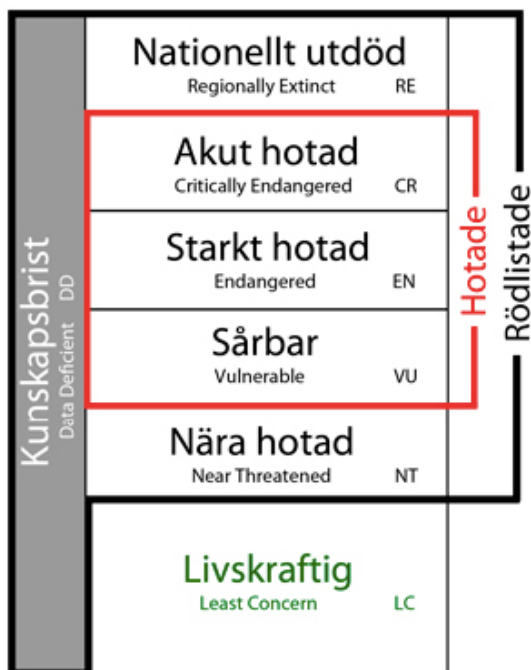 Nationellt utdöd
Regionally Extinct RE
Akut hotad
Critically Endangered CR
Starkt hotad
Endangered EN
Sårbar
Vulnerable VU
Nära hotad
Near Threatened NT
Livskraftig
Least Concern LC
Kunskapsbrist
Data Deficient DD
Hotade
Rödlistade